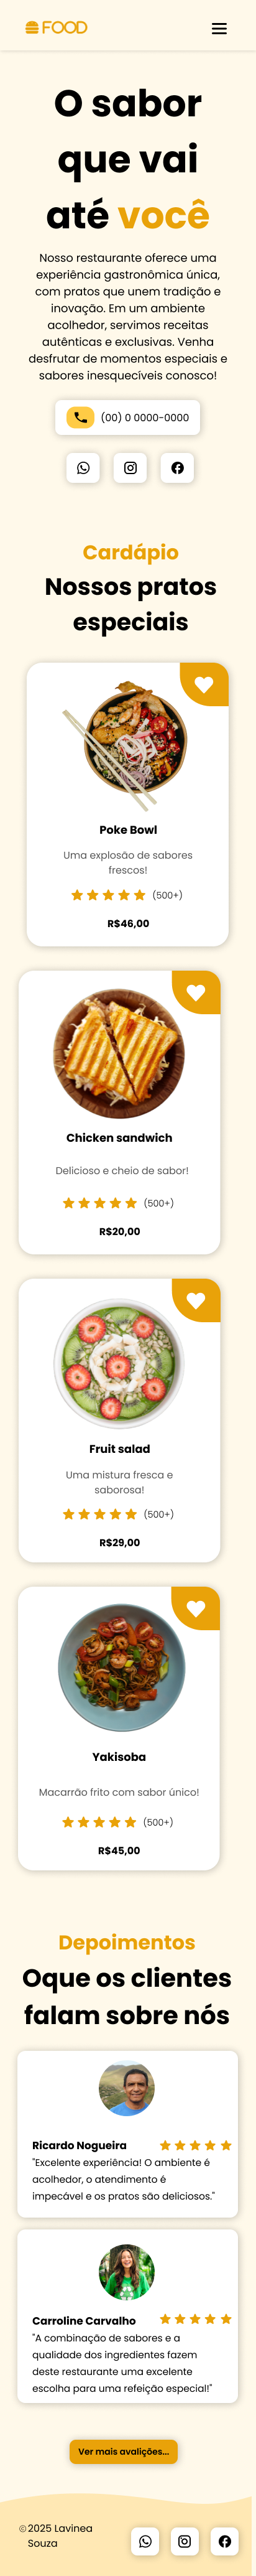 FOOD
O sabor
que vai
até você
Nosso restaurante oferece uma
experiência gastronômica única,
com pratos que unem tradição e
inovação. Em um ambiente
acolhedor, servimos receitas
autênticas e exclusivas. Venha
desfrutar de momentos especiais e
sabores inesquecíveis conosco!
(00) 0 0000-0000
Cardápio
Nossos pratos
especiais
Poke Bowl
Uma explosão de sabores
frescos!
(500+)
R$46,00
Chicken sandwich
Delicioso e cheio de sabor!
(500+)
R$20,00
Fruit salad
Uma mistura fresca e
saborosa!
(500+)
R$29,00
Yakisoba
Macarrão frito com sabor único!
(500+)
R$45,00
Depoimentos
Oque os clientes
falam sobre nós
Ricardo Nogueira
"Excelente experiência! O ambiente é
acolhedor, o atendimento é
impecável e os pratos são deliciosos."
Carroline Carvalho
"A combinação de sabores e a
qualidade dos ingredientes fazem
deste restaurante uma excelente
escolha para uma refeição especial!"
Ver mais avalições...
© 2025 Lavinea
Souza